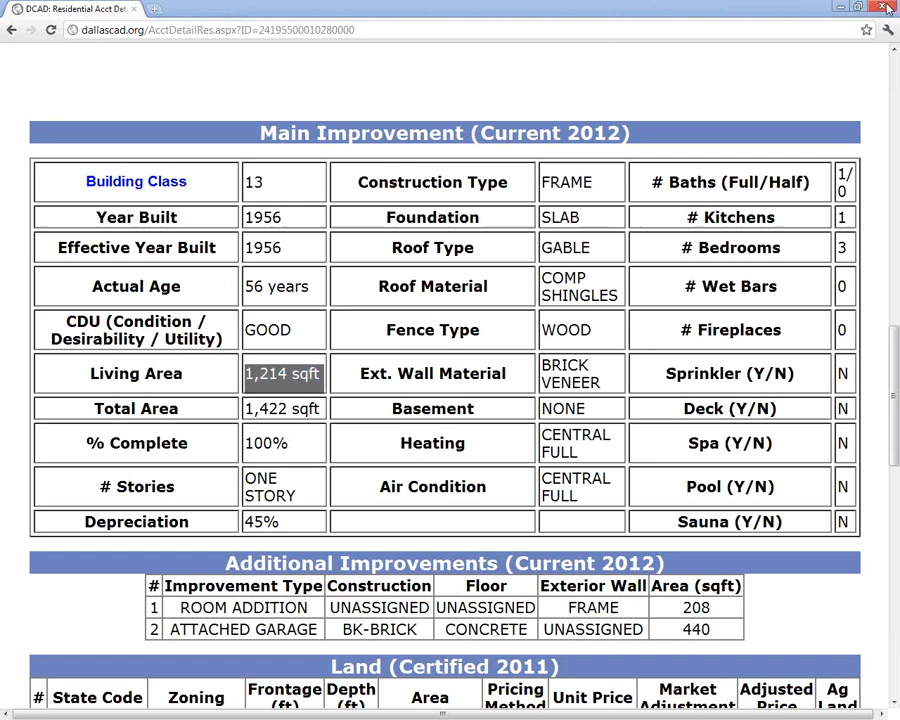 DCAD: Residential Acct Det
dallascad.org/AcctDetailRes.aspx?ID=24195500010280000
Main Improvement (Current 2012)
Building Class 13 Construction Type FRAME # Baths (Full/Half) 1/
0
Year Built 1956 Foundation SLAB # Kitchens 1
Effective Year Built 1956 Roof Type GABLE # Bedrooms 3
Actual Age 56 years Roof Material COMP
SHINGLES # Wet Bars 0
CDU (Condition /
Desirability / Utility) GOOD Fence Type WOOD # Fireplaces 0
Living Area 1,214 sqft Ext. Wall Material BRICK
VENEER Sprinkler (Y/N) N
Total Area 1,422 sqft Basement NONE Deck (Y/N) N
% Complete 100% Heating CENTRAL
FULL Spa (Y/N) N
# Stories ONE
STORY Air Condition CENTRAL
FULL Pool (Y/N) N
Depreciation 45% Sauna (Y/N) N
Additional Improvements (Current 2012)
# Improvement Type Construction Floor Exterior Wall Area (sqft)
1 ROOM ADDITION UNASSIGNED UNASSIGNED FRAME 208
2 ATTACHED GARAGE BK-BRICK CONCRETE UNASSIGNED 440
Land (Certified 2011)
# State Code Zoning Frontage
(ft) Depth
(ft) Area Pricing
Method Unit Price Market
Adjustment Adjusted
Price Ag
Land